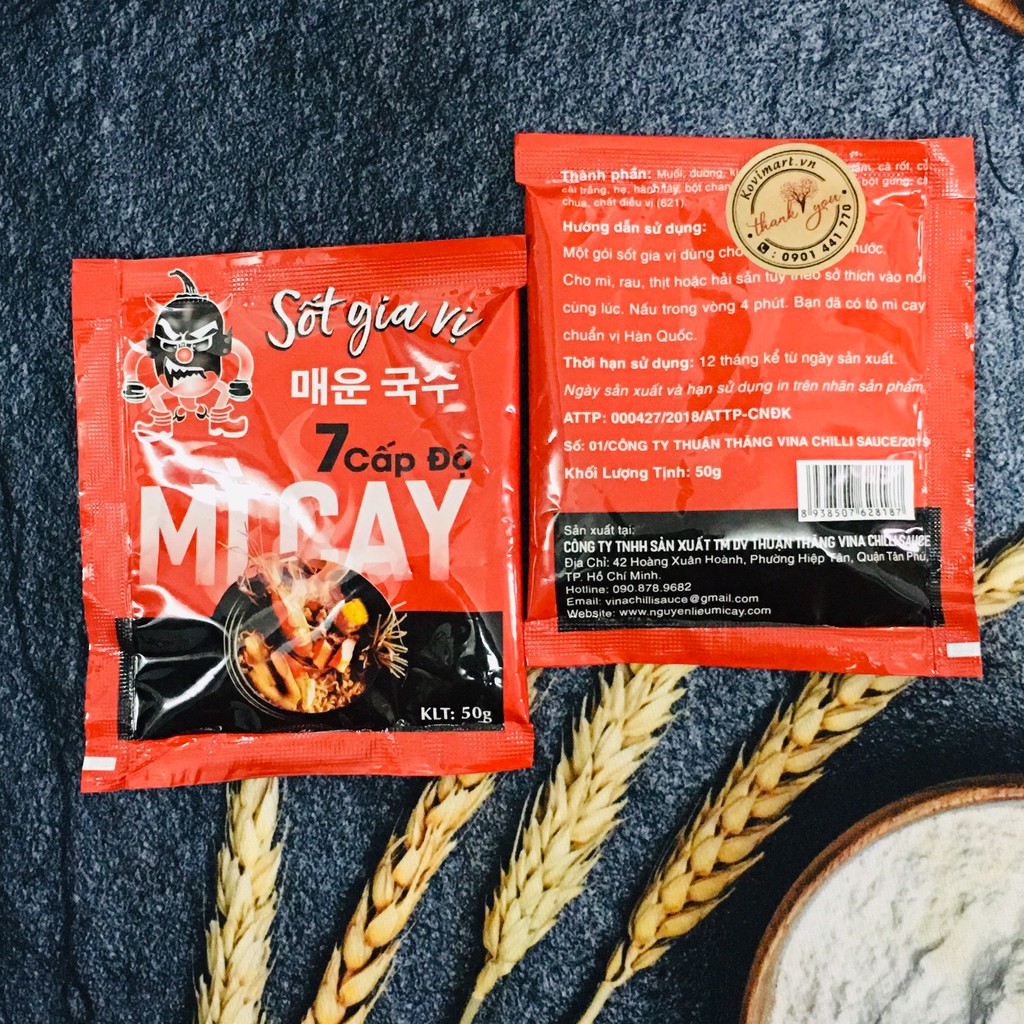 Sốt gia vị
매운 국수
7 Cấp Độ
MÌ CAY
KLT: 50g
Thành phần: Muối, đường,
cải trắng, hẹ, hành tây, bột
chua, chất điều vị (621).
cà rốt,
bột gừng,
Kovimart.vn
thank you
: 0901 441 770
Hướng dẫn sử dụng:
Một gói sốt gia vị dùng cho
Cho mì, rau, thịt hoặc hải sản tùy theo sở thích vào nồi
cùng lúc. Nấu trong vòng 4 phút. Bạn đã có tô mì cay
chuẩn vị Hàn Quốc.
Thời hạn sử dụng: 12 tháng kể từ ngày sản xuất.
Ngày sản xuất và hạn sử dụng in trên nhãn sản phẩm
ATTP: 000427/2018/ATTP-CNĐK
Số: 01/CÔNG TY THUẬN THĂNG VINA CHILLI SAUCE/2019
Khối Lượng Tịnh: 50g
8 938507 628187
Sản xuất tại:
CÔNG TY TNHH SẢN XUẤT TM DV THUẬN THĂNG VINA CHILLI SAUCE
Địa Chỉ: 42 Hoàng Xuân Hoành, Phường Hiệp Tân, Quận Tân Phú,
TP. Hồ Chí Minh.
Hotline: 090.878.9682
Email: vinachillisauce@gmail.com
Website: www.nguyenlieumicay.com